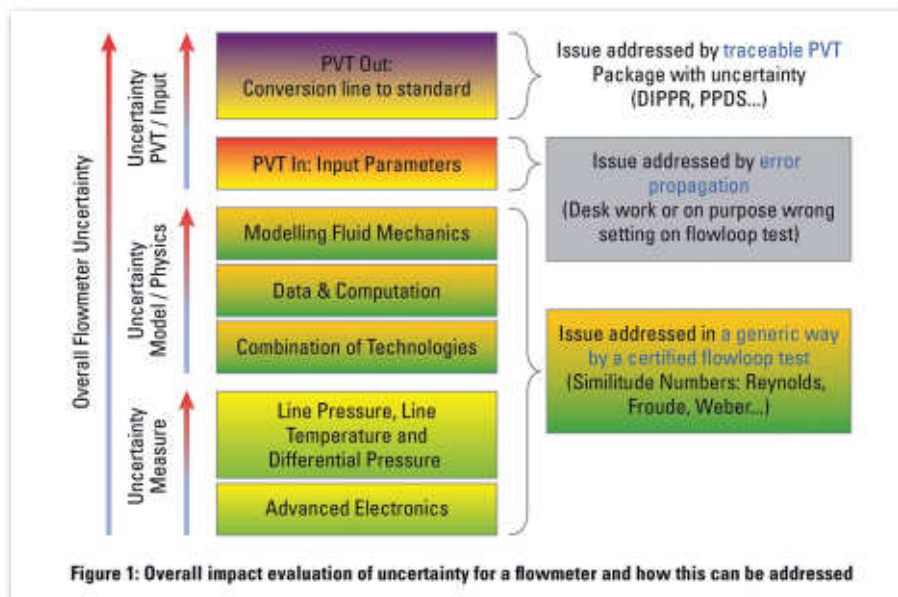 Overall Flowmeter Uncertainty
Uncertainty
PVT / Input
PVT Out:
Conversion line to standard
Issue addressed by traceable PVT
Package with uncertainty
(DIPPR, PPDS...)
PVT In: Input Parameters
Issue addressed by error
propagation
(Desk work or on purpose wrong
setting on flowloop test)
Uncertainty
Model / Physics
Modelling Fluid Mechanics
Data & Computation
Combination of Technologies
Issue addressed in a generic way
by a certified flowloop test
(Similitude Numbers: Reynolds,
Froude, Weber...)
Uncertainty
Measure
Line Pressure, Line
Temperature and
Differential Pressure
Advanced Electronics
Figure 1: Overall impact evaluation of uncertainty for a flowmeter and how this can be addressed